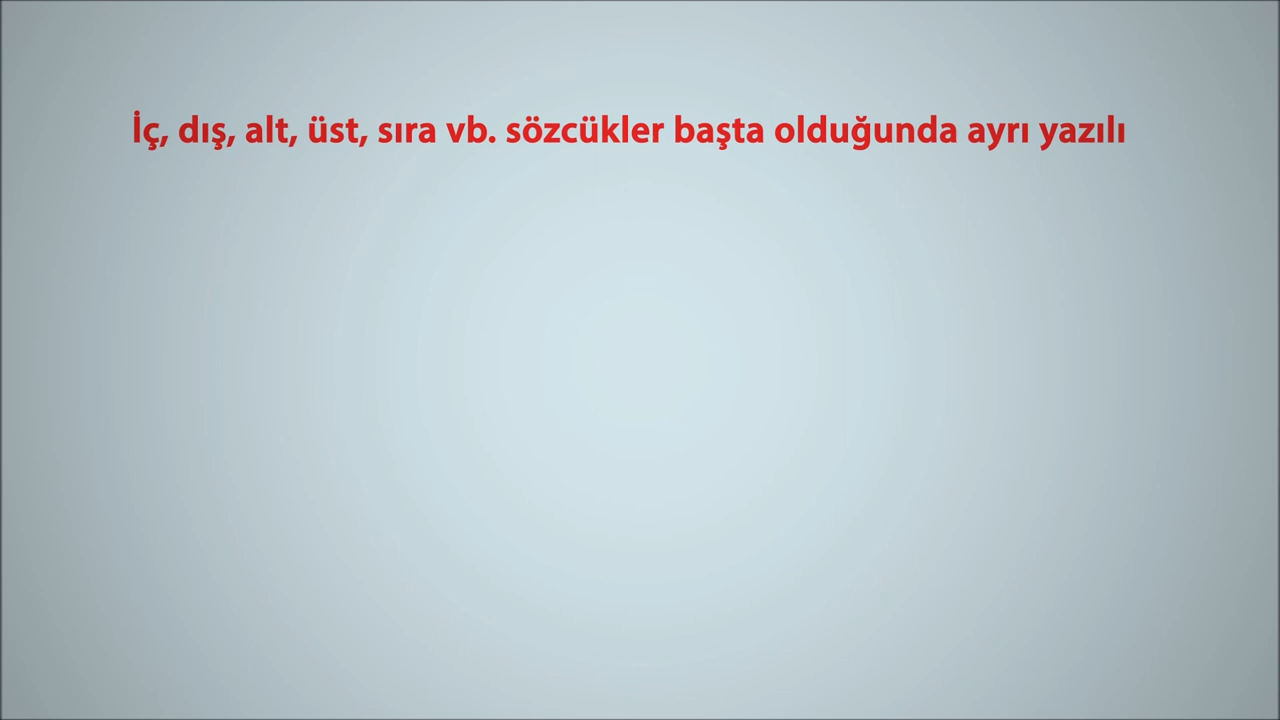 İç, dış, alt, üst, sıra vb. sözcükler başta olduğunda ayrı yazılı